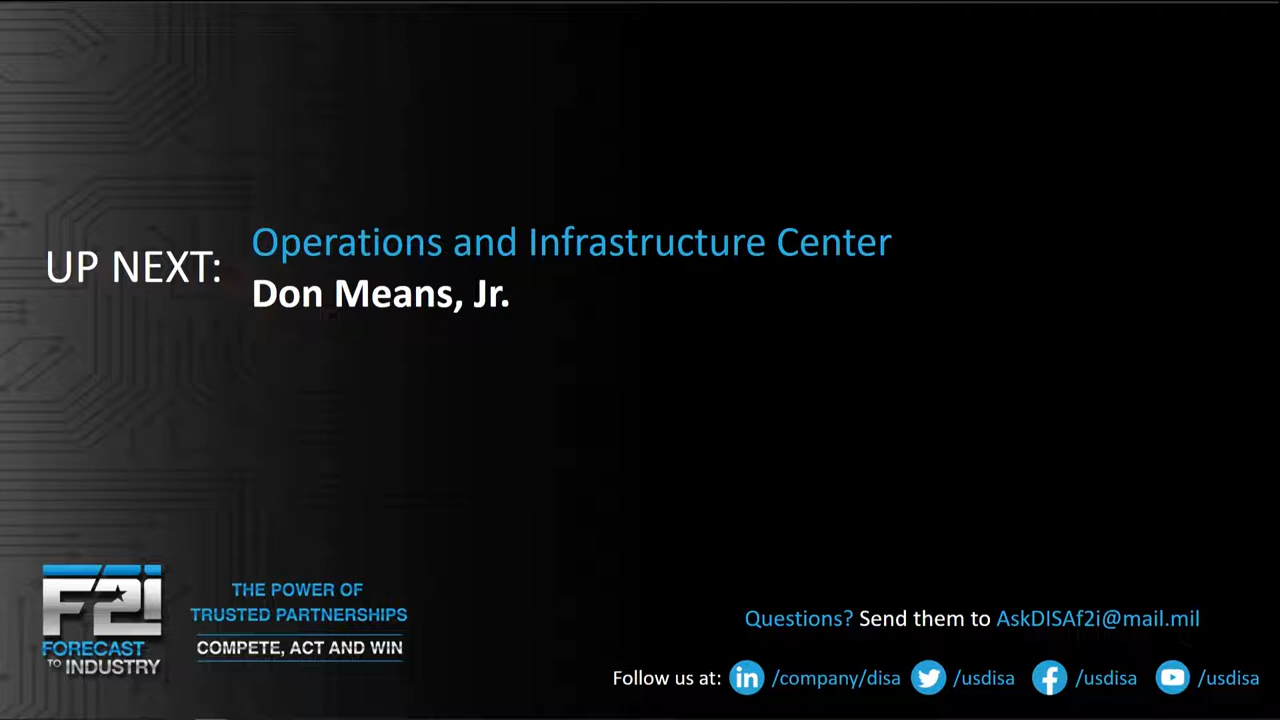 UP NEXT:
Operations and Infrastructure Center
Don Means, Jr.
F2i
FORECAST
TO INDUSTRY
THE POWER OF
TRUSTED PARTNERSHIPS
COMPETE, ACT AND WIN
Questions? Send them to AskDISAf2i@mail.mil
Follow us at: in /company/disa /usdisa f /usdisa /usdisa